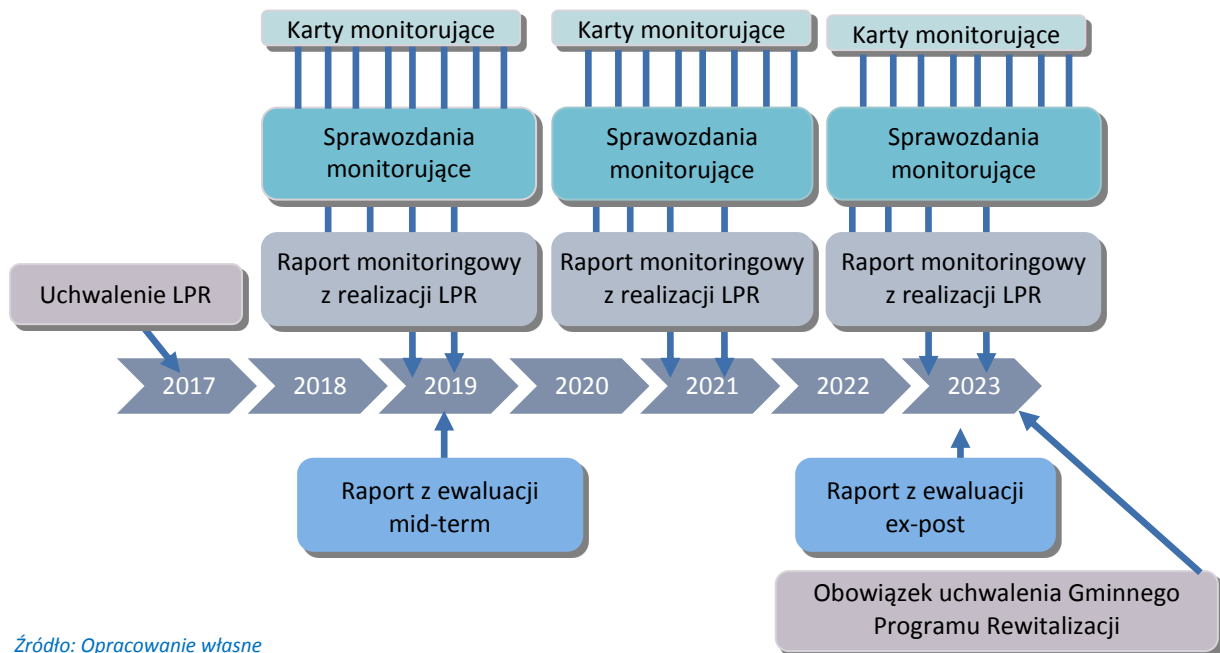 Karty monitorujące
Karty monitorujące
Karty monitorujące
Sprawozdania
monitorujące
Sprawozdania
monitorujące
Sprawozdania
monitorujące
Raport monitoringowy
z realizacji LPR
Raport monitoringowy
z realizacji LPR
Raport monitoringowy
z realizacji LPR
Uchwalenie LPR
2017
2018
2019
2020
2021
2022
2023
Raport z ewaluacji
mid-term
Raport z ewaluacji
ex-post
Obowiązek uchwalenia Gminnego
Programu Rewitalizacji
Źródło: Opracowanie własne